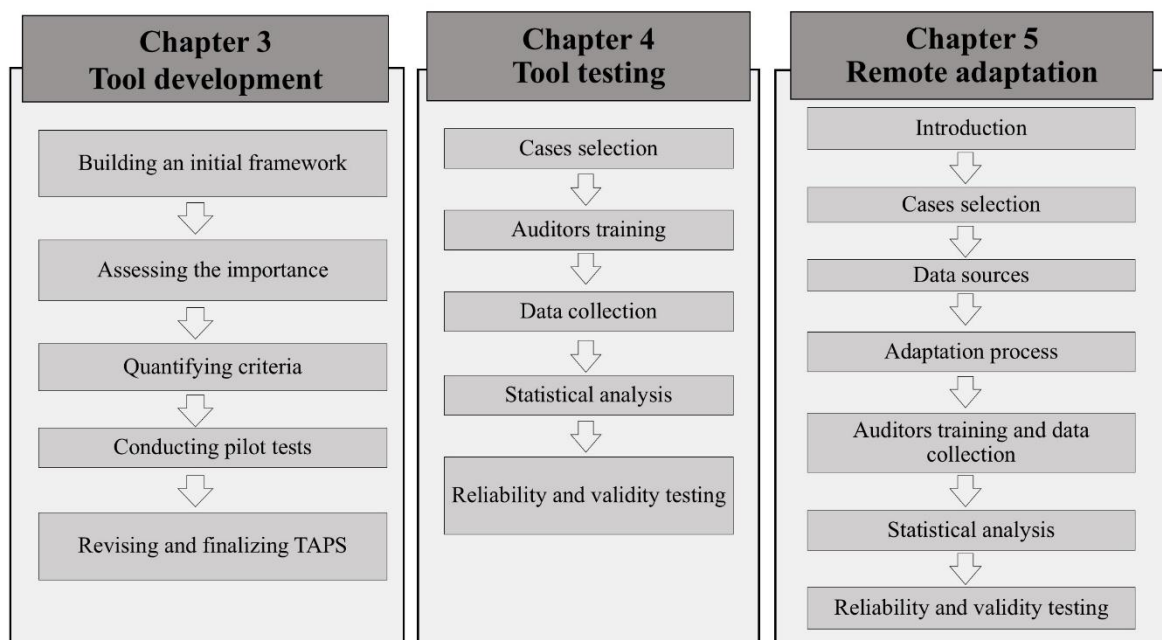 Chapter 3
Tool development
Building an initial framework
Assessing the importance
Quantifying criteria
Conducting pilot tests
Revising and finalizing TAPS
Chapter 4
Tool testing
Cases selection
Auditors training
Data collection
Statistical analysis
Reliability and validity testing
Chapter 5
Remote adaptation
Introduction
Cases selection
Data sources
Adaptation process
Auditors training and data
collection
Statistical analysis
Reliability and validity testing